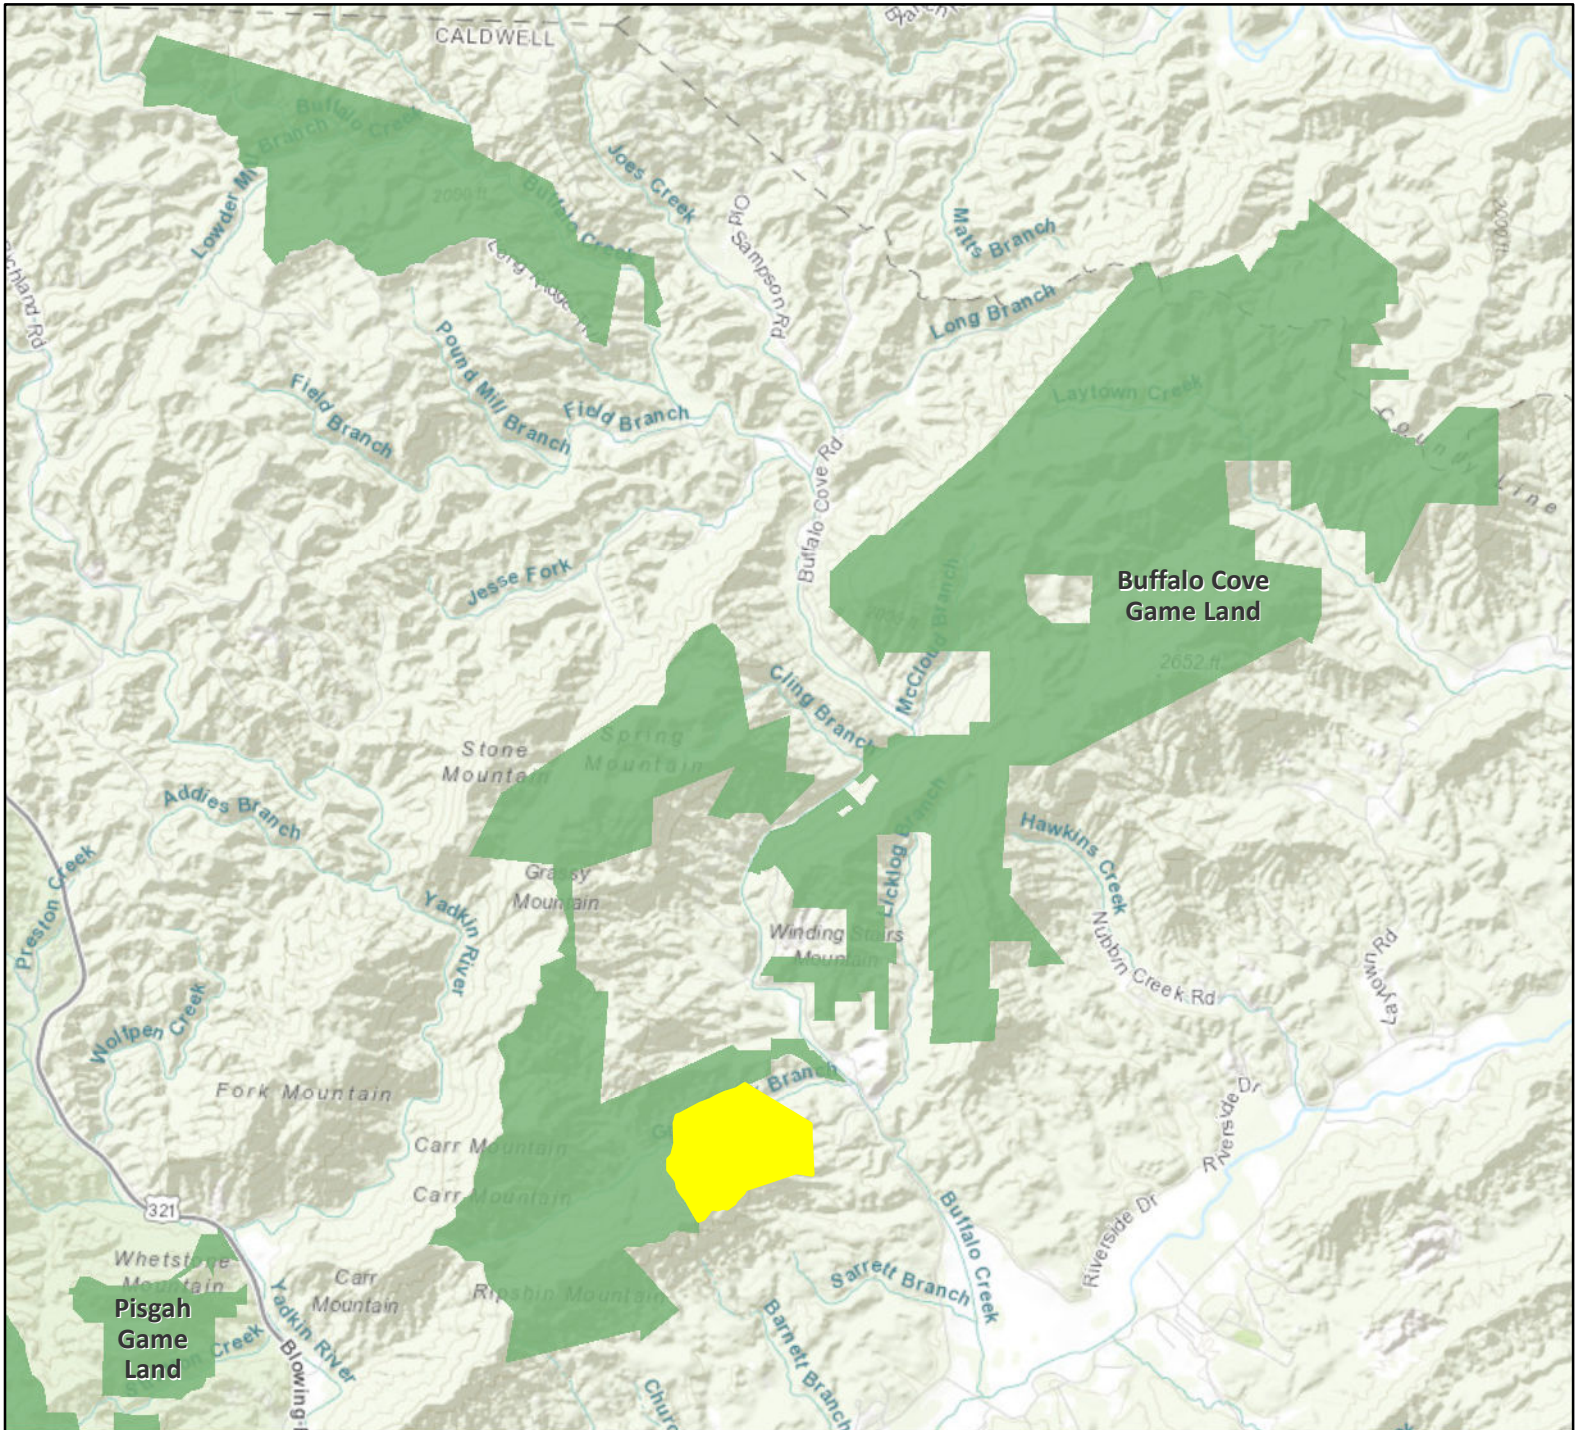 CALDWELL
Buffalo Creek
Lowder Mill Branch
2099 ft
Buffalo Creek
Joes Creek
Old Sampson Rd
Matts Branch
Long Branch
Laytown Creek
County Line
Pound Mill Branch
Field Branch
Field Branch
Buffalo Cove Rd
Jesse Fork
McCloud Branch
Buffalo Cove
Game Land
2652 ft
Cling Branch
Stone
Mountain
Spring
Mountain
Addies Branch
Preston Creek
Yadkin River
Grassy
Mountain
Licklog Branch
Hawkins Creek
Winding Stairs
Mountain
Nubbin Creek Rd
Laytown Rd
Wolfpen Creek
Fork Mountain
Branch
Carr Mountain
Carr Mountain
Riverside Dr
Riverside Dr
321
Whetstone
Mountain
Carr
Mountain
Ripshin Mountain
Sarrett Branch
Buffalo Creek
Pisgah
Game
Land
Creek
Yadkin River
Blowing
Barnett Branch